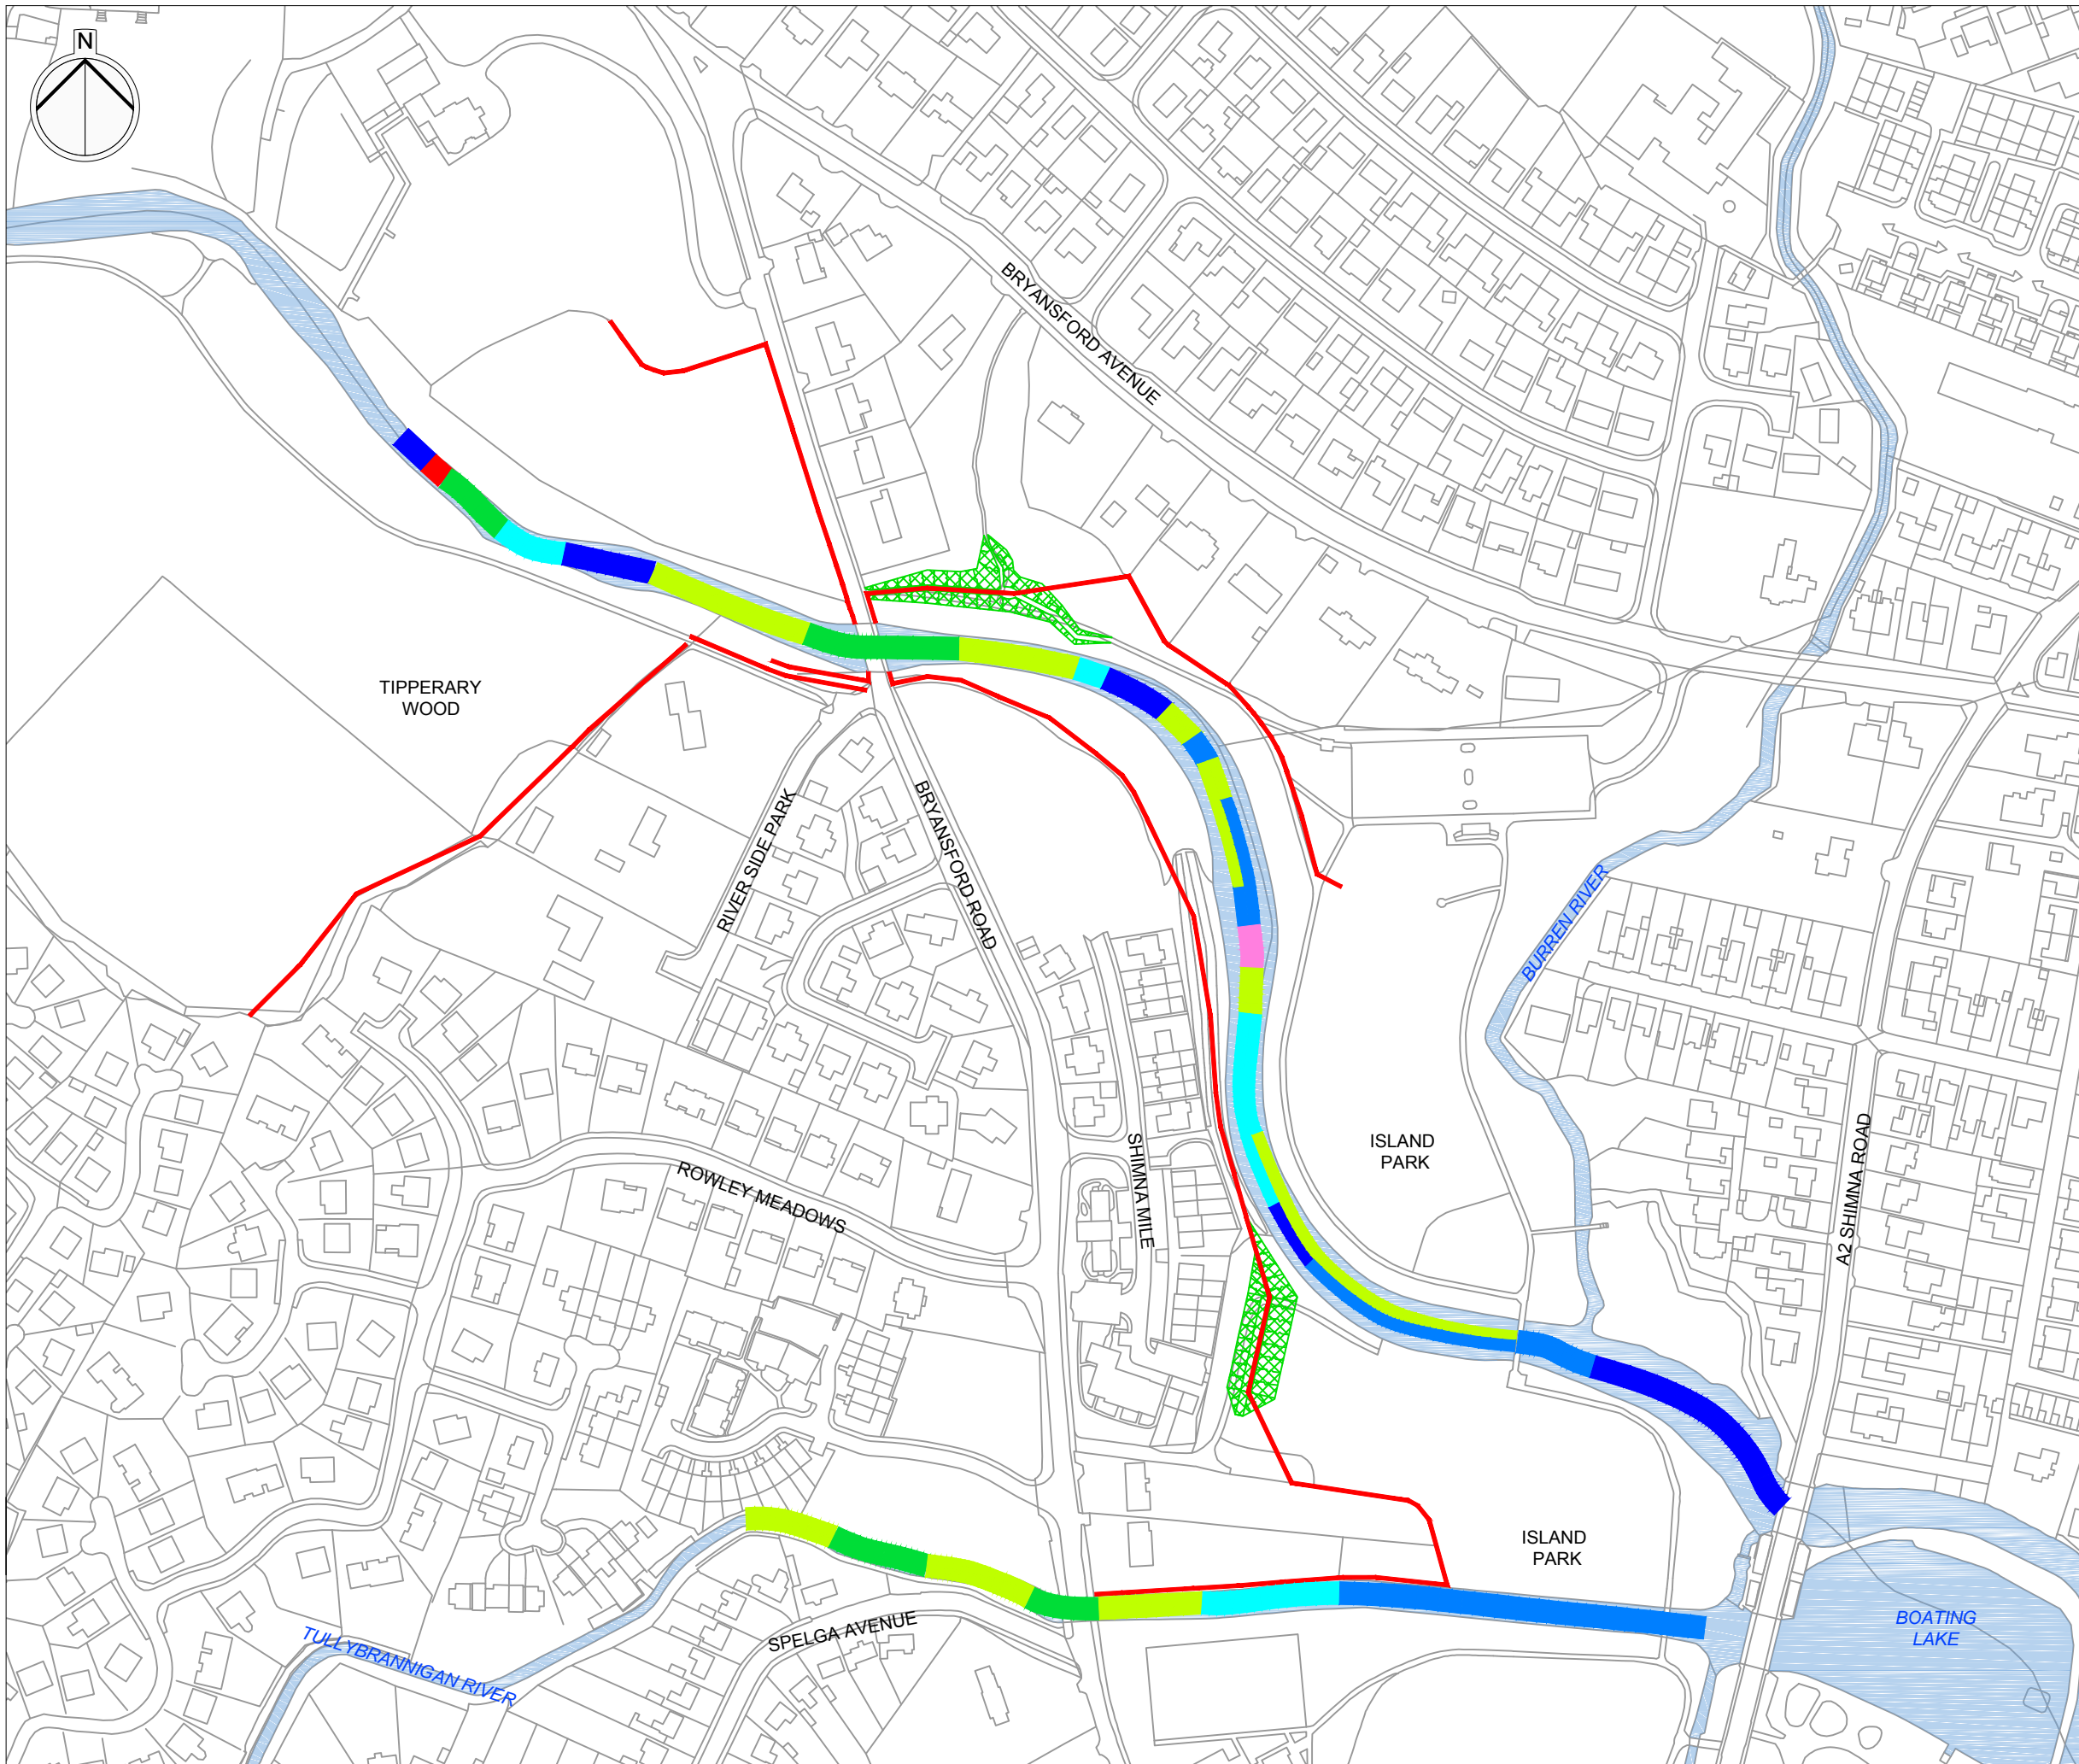 N
BRYANSFORD AVENUE
TIPPERARY
WOOD
RIVER SIDE PARK
BRYANSFORD ROAD
BURREN RIVER
ISLAND
PARK
SHIMNA MILE
A2 SHIMNA ROAD
ROWLEY MEADOWS
ISLAND
PARK
SPELGA AVENUE
BOATING
LAKE
TULLYBRANNIGAN RIVER